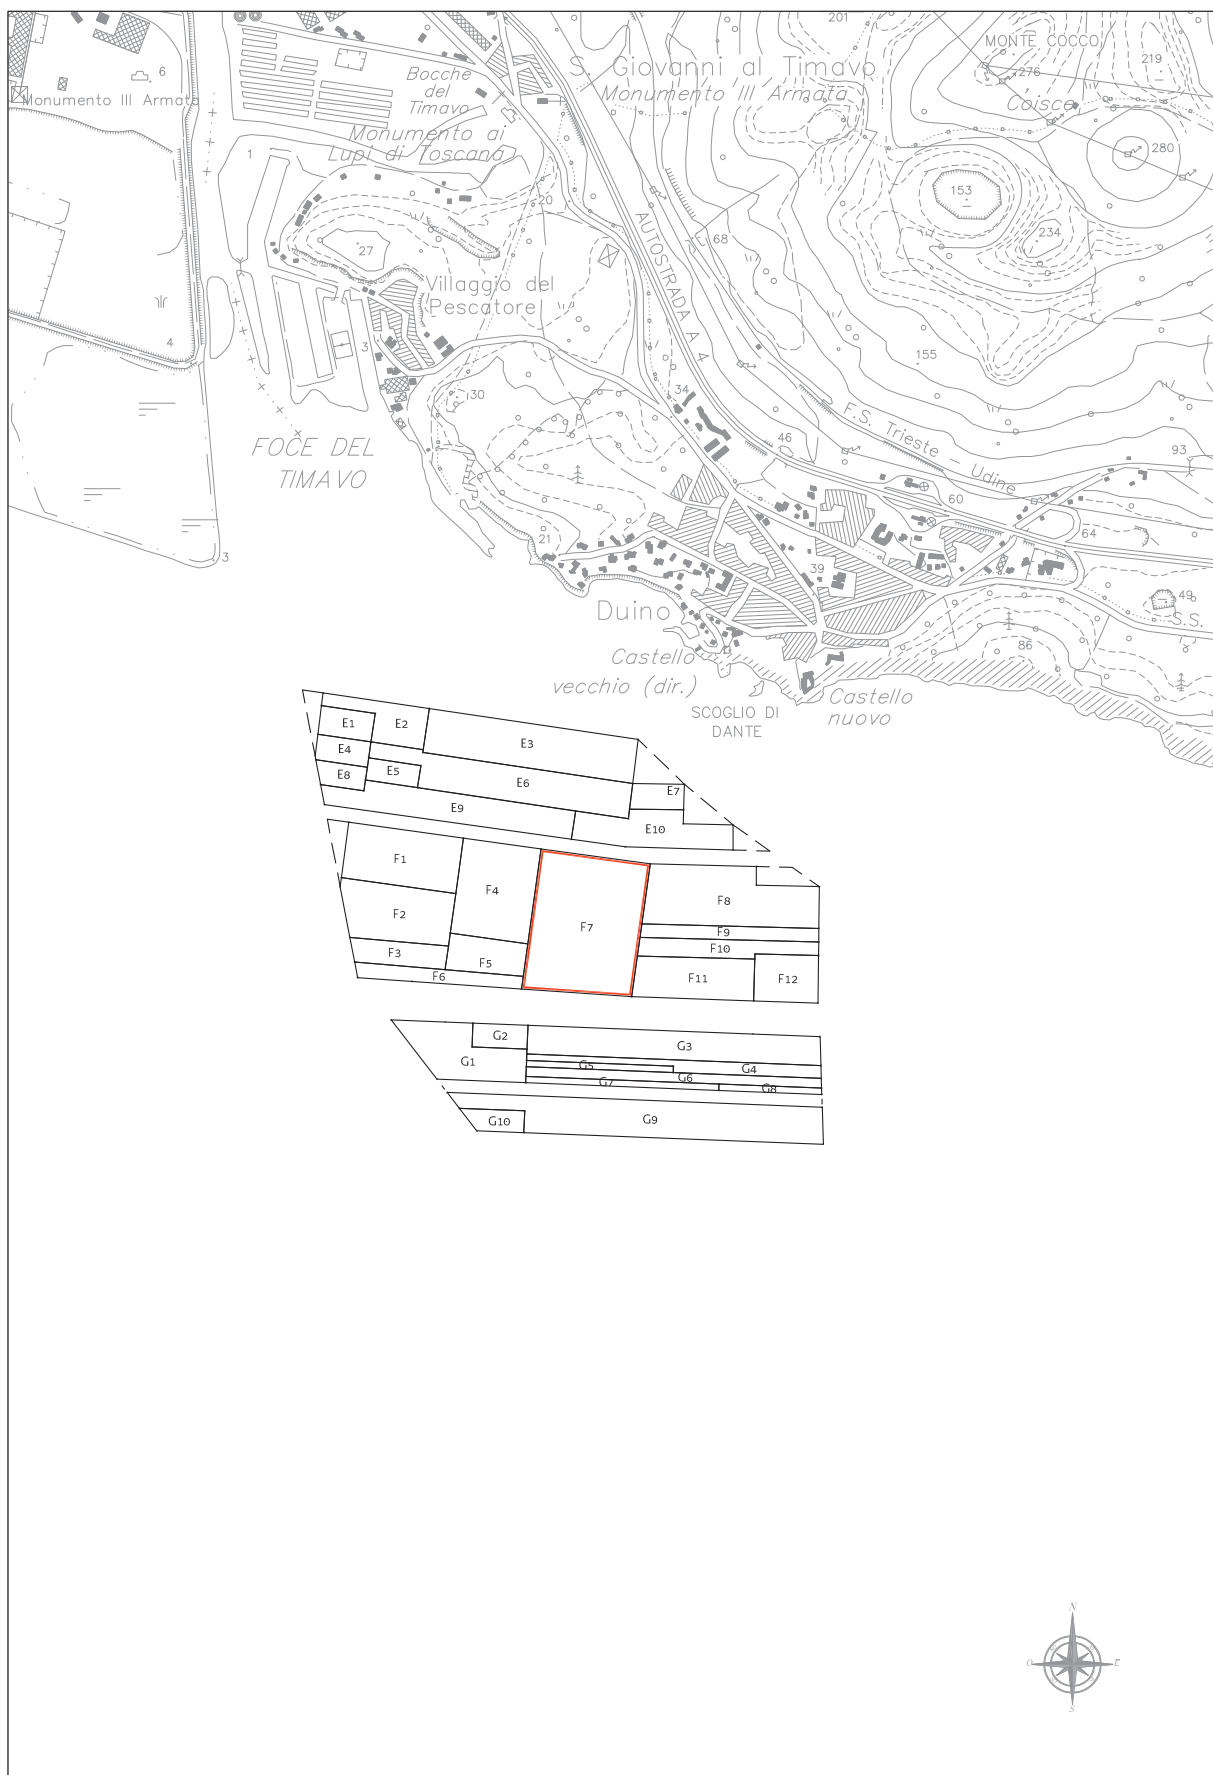 201
MONTE COCCO
219
S. Giovanni al Timavo
276
6
Bocche
del
Timavo
Monumento III Armata
Monumento III Armata
Coisce
Monumento ai
Lupi di Toscana
1
280
153
20
234
68
27
AUTOSTRADA A 4
Villaggio del
Pescatore
4
3
155
34
30
F.S. Trieste - Udine
46
FOCE DEL
TIMAVO
93
60
64
21
3
39
49
Duino
9
S.S.
86
Castello
vecchio (dir.)
Castello
nuovo
SCOGLIO DI
DANTE
E1
E2
E3
E4
E5
E6
E7
E8
E9
E10
F1
F2
F3
F4
F5
F6
F7
F8
F9
F10
F11
F12
G1
G2
G3
G4
G5
G6
G7
G8
G9
G10
N
O
E
S